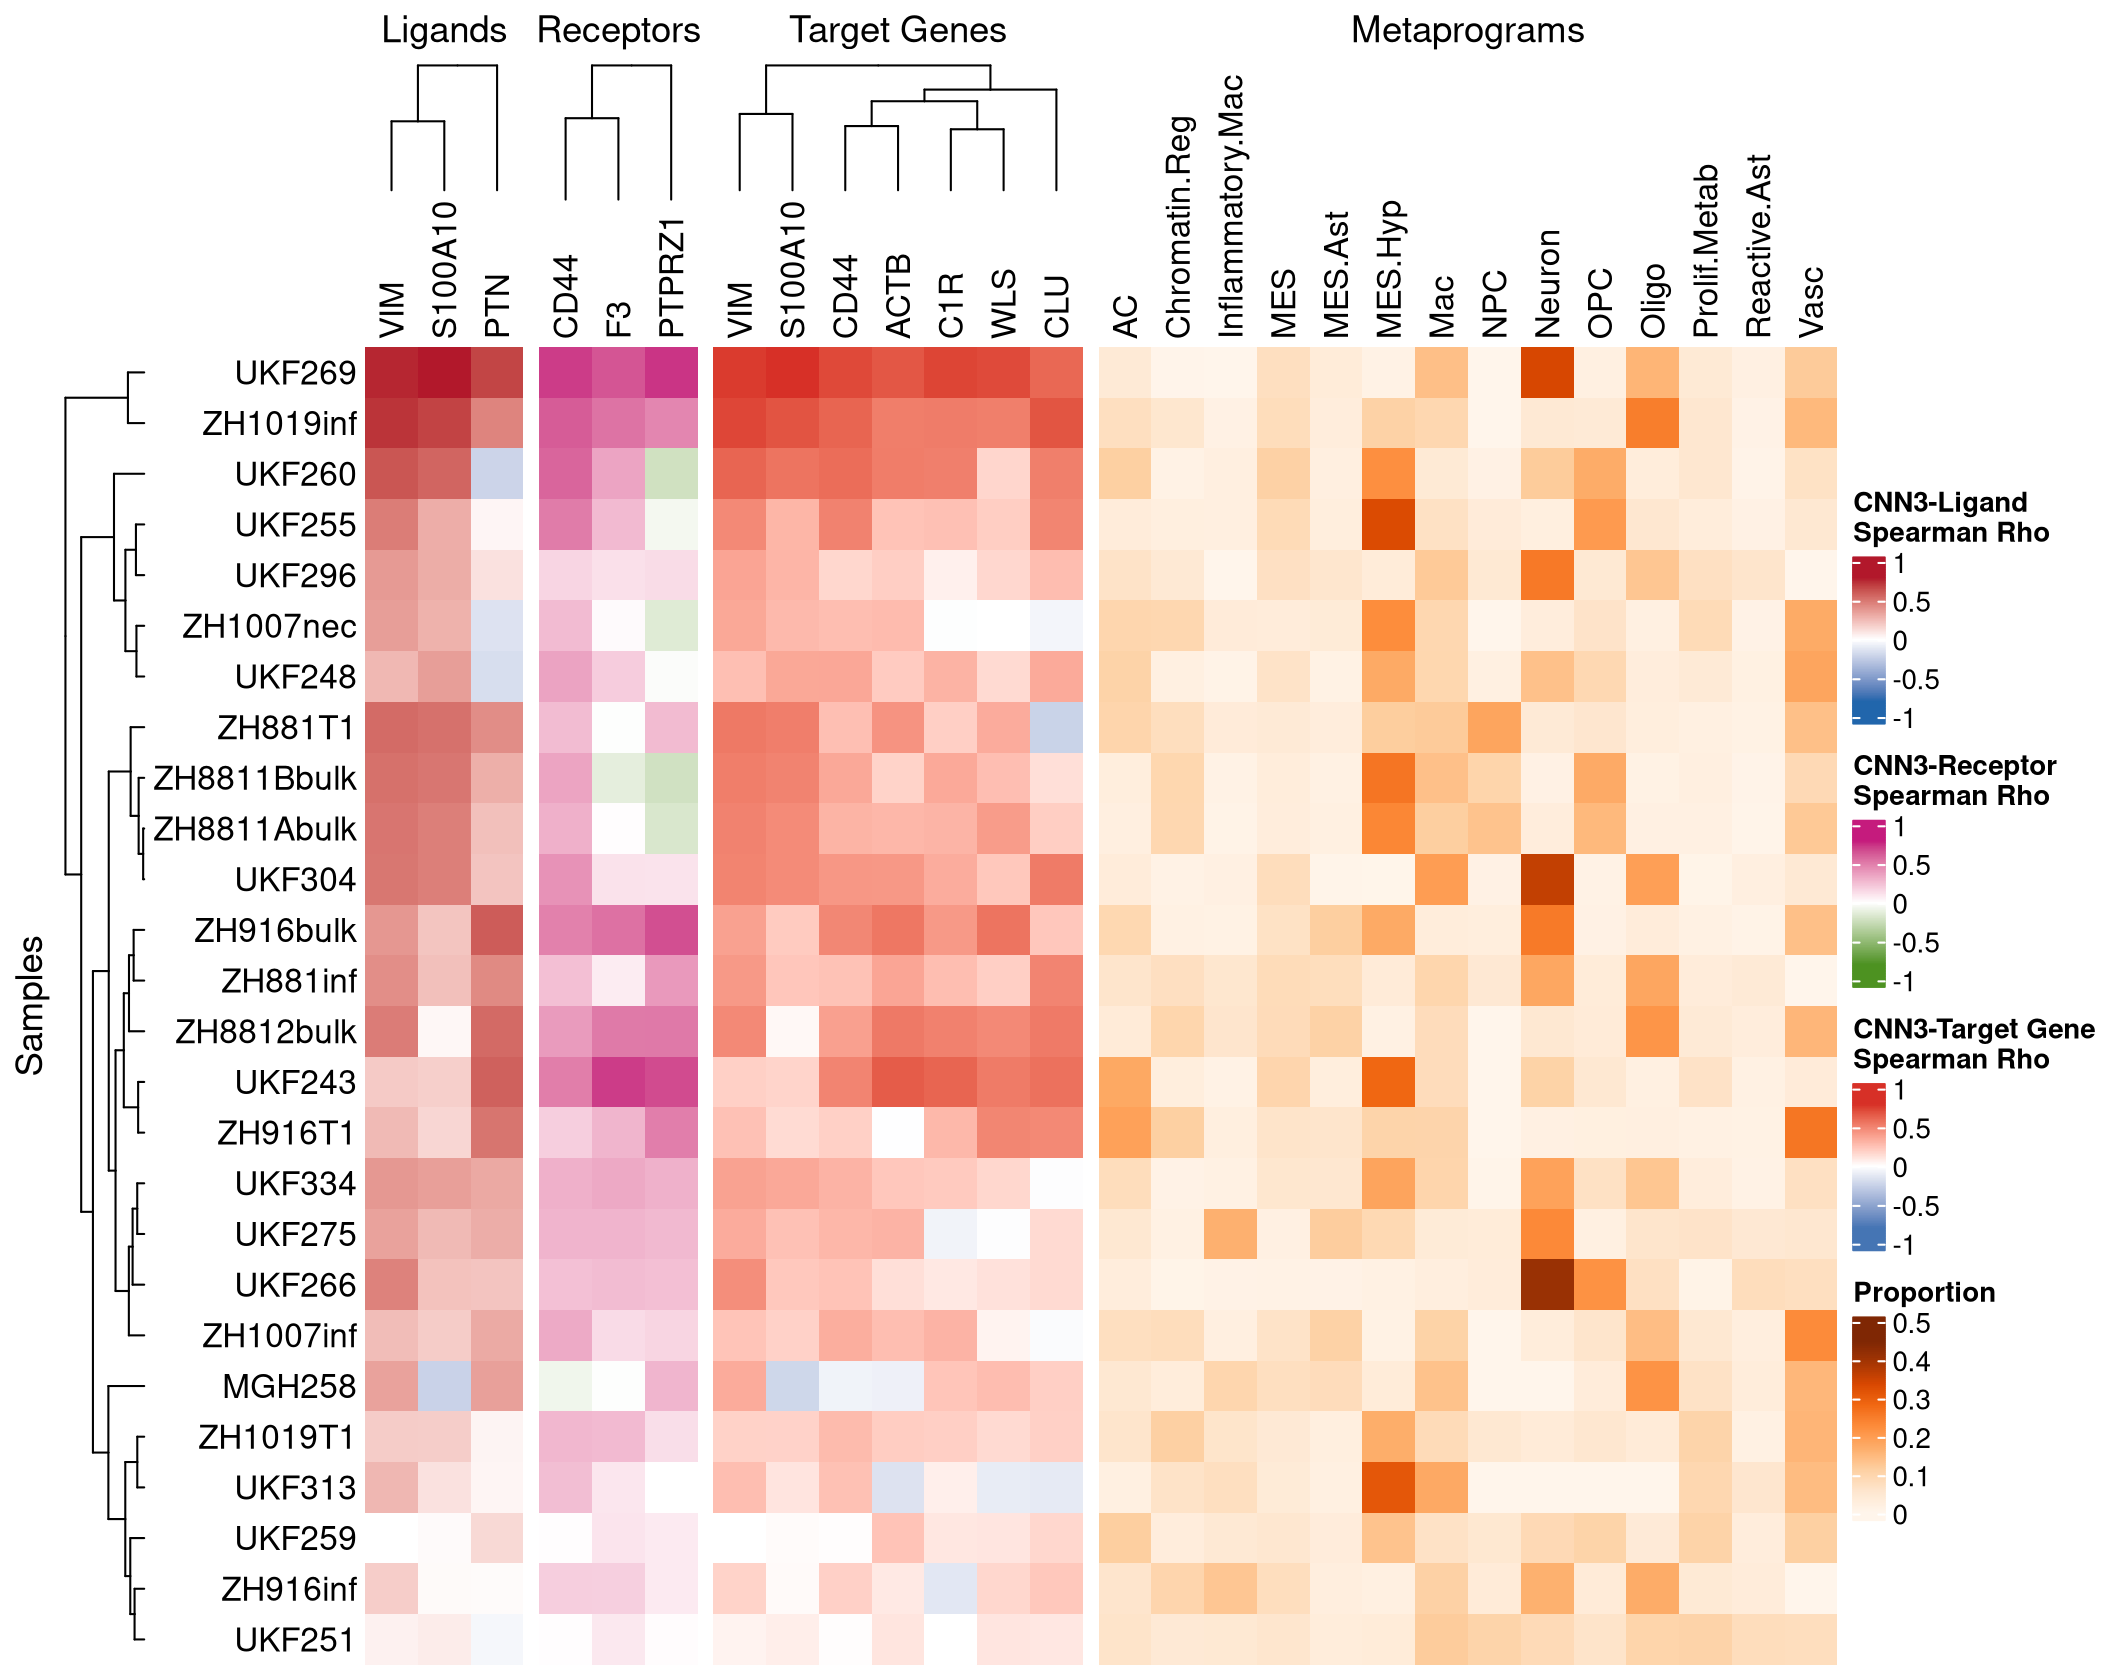 Ligands Receptors Target Genes Metaprograms
VIM
S100A10
PTN
CD44
F3
PTPRZ1
VIM
S100A10
CD44
ACTB
C1R
WLS
CLU
AC
Chromatin.Reg
Inflammatory.Mac
MES
MES.Ast
MES.Hyp
Mac
NPC
Neuron
OPC
Oligo
Prolif.Metab
Reactive.Ast
Vasc
Samples
UKF269
ZH1019inf
UKF260
UKF255
UKF296
ZH1007nec
UKF248
ZH881T1
ZH8811Bbulk
ZH8811Abulk
UKF304
ZH916bulk
ZH881inf
ZH8812bulk
UKF243
ZH916T1
UKF334
UKF275
UKF266
ZH1007inf
MGH258
ZH1019T1
UKF313
UKF259
ZH916inf
UKF251
CNN3-Ligand
Spearman Rho
1
0.5
0
-0.5
-1
CNN3-Receptor
Spearman Rho
1
0.5
0
-0.5
-1
CNN3-Target Gene
Spearman Rho
1
0.5
0
-0.5
-1
Proportion
0.5
0.4
0.3
0.2
0.1
0